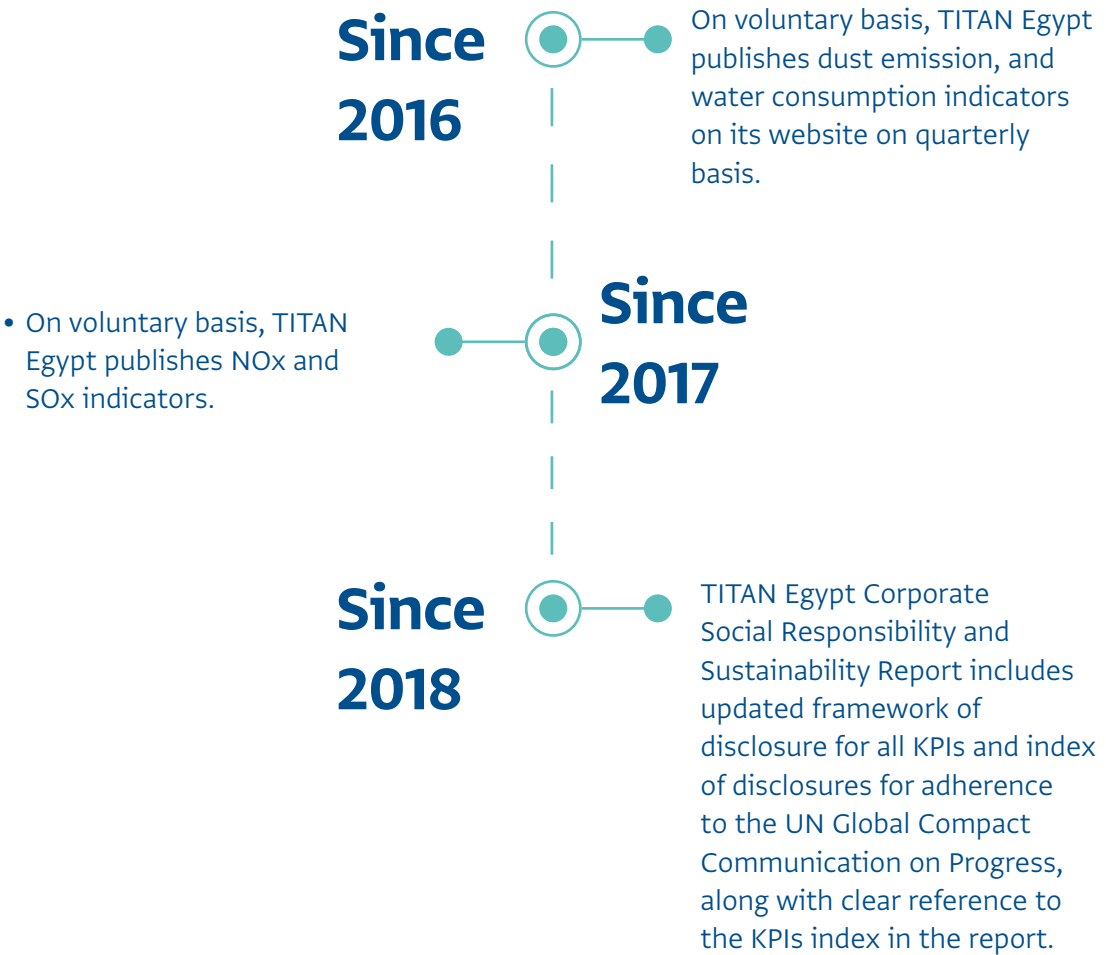 Since
2016
On voluntary basis, TITAN Egypt
publishes dust emission, and
water consumption indicators
on its website on quarterly
basis.
• On voluntary basis, TITAN
Egypt publishes NOx and
SOx indicators.
Since
2017
Since
2018
TITAN Egypt Corporate
Social Responsibility and
Sustainability Report includes
updated framework of
disclosure for all KPIs and index
of disclosures for adherence
to the UN Global Compact
Communication on Progress,
along with clear reference to
the KPIs index in the report.